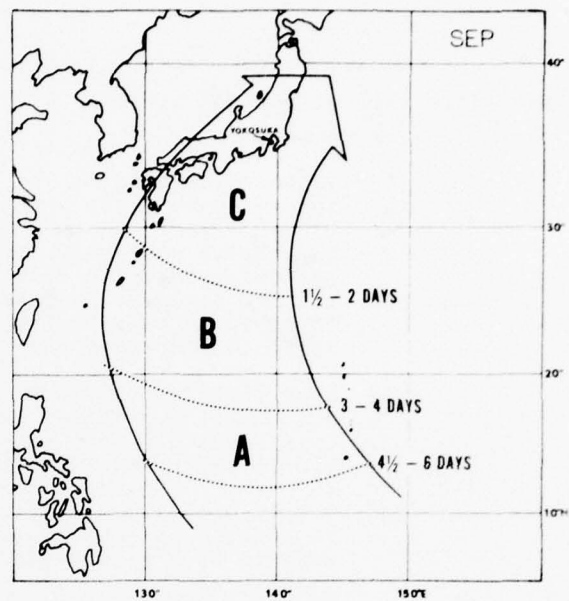 SEP
40°
YOKOSUKA
C
30°
1½ - 2 DAYS
B
20°
3 - 4 DAYS
A
4½ - 6 DAYS
10°N
130° 140° 150°E